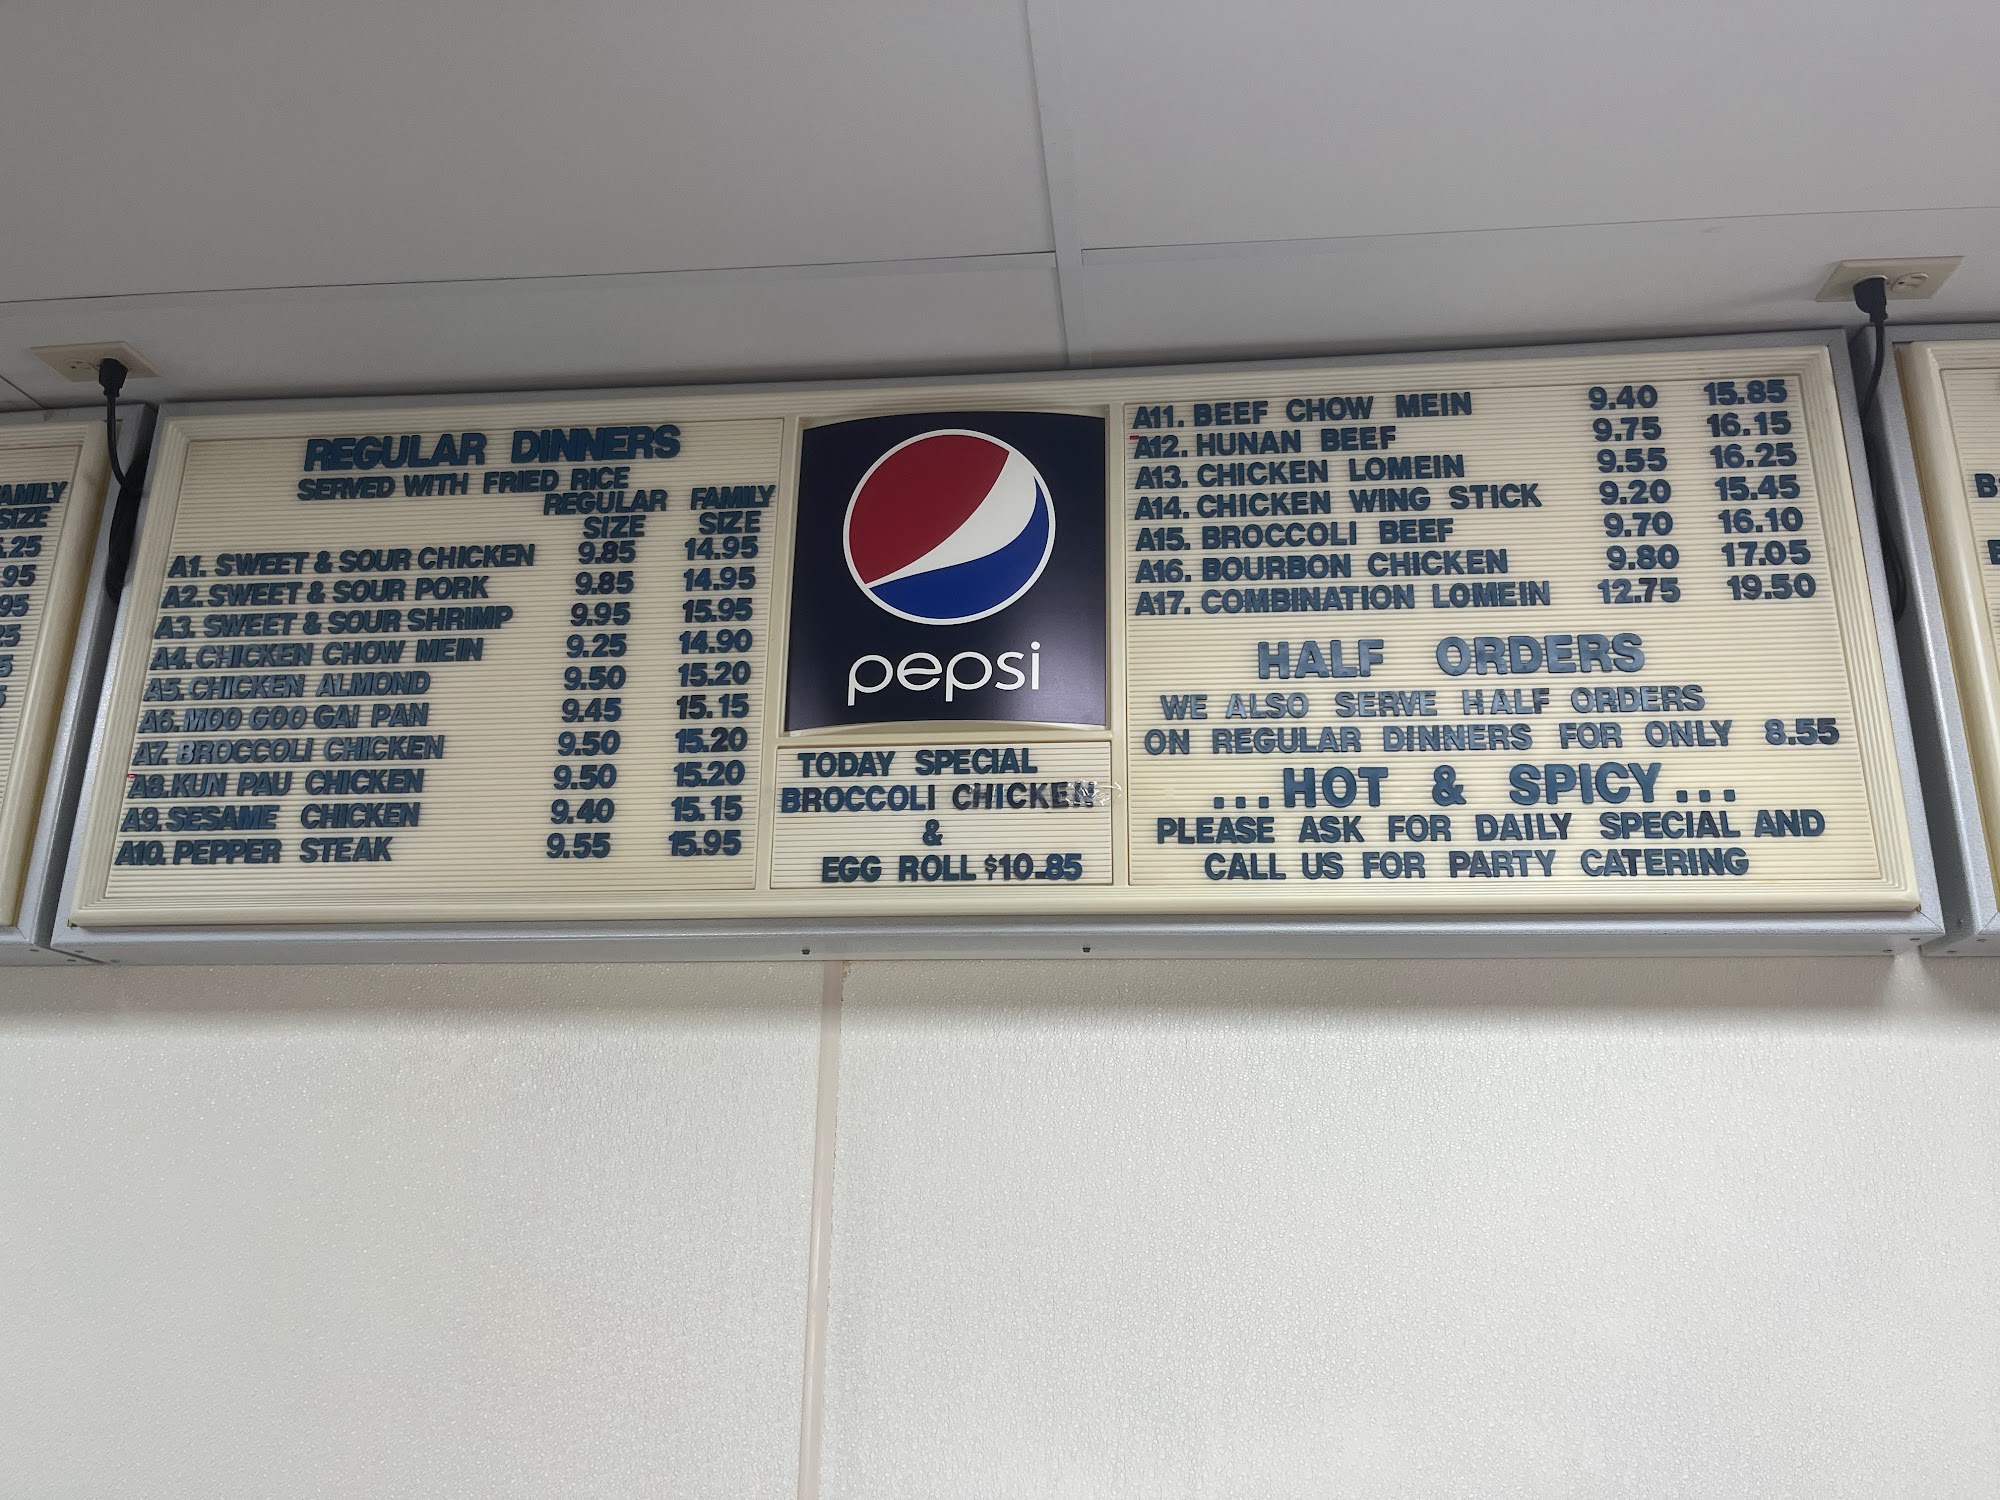 FAMILY
SIZE
REGULAR DINNERS
SERVED WITH FRIED RICE
REGULAR FAMILY
SIZE SIZE
A1. SWEET & SOUR CHICKEN 9.85 14.95
A2. SWEET & SOUR PORK 9.85 14.95
A3. SWEET & SOUR SHRIMP 9.95 15.95
A4. CHICKEN CHOW MEIN 9.25 14.90
A5. CHICKEN ALMOND 9.50 15.20
A6. MOO GOO GAI PAN 9.45 15.15
A7. BROCCOLI CHICKEN 9.50 15.20
A8. KUN PAU CHICKEN 9.50 15.20
A9. SESAME CHICKEN 9.40 15.15
A10. PEPPER STEAK 9.55 15.95
pepsi
TODAY SPECIAL
BROCCOLI CHICKEN
&
EGG ROLL $10.85
A11. BEEF CHOW MEIN 9.40 15.85
A12. HUNAN BEEF 9.75 16.15
A13. CHICKEN LOMEIN 9.55 16.25
A14. CHICKEN WING STICK 9.20 15.45
A15. BROCCOLI BEEF 9.70 16.10
A16. BOURBON CHICKEN 9.80 17.05
A17. COMBINATION LOMEIN 12.75 19.50
HALF ORDERS
WE ALSO SERVE HALF ORDERS
ON REGULAR DINNERS FOR ONLY 8.55
...HOT & SPICY...
PLEASE ASK FOR DAILY SPECIAL AND
CALL US FOR PARTY CATERING